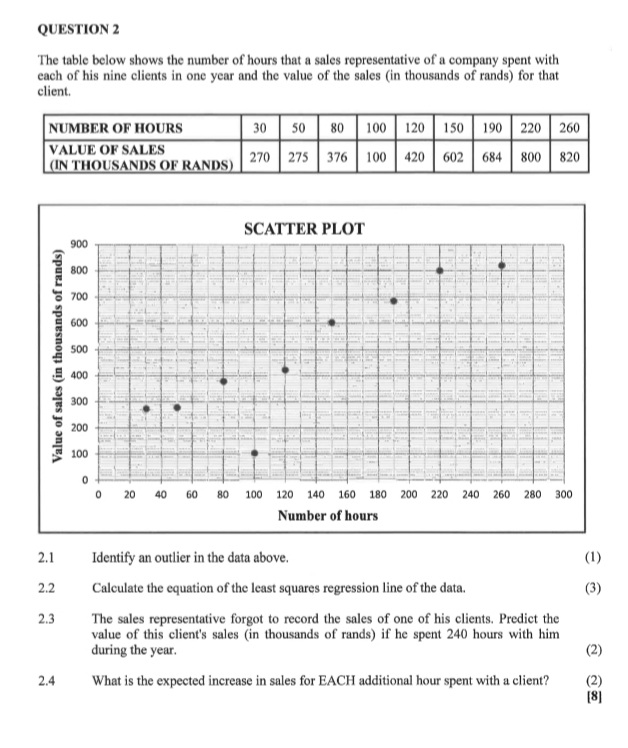 QUESTION 2
The table below shows the number of hours that a sales representative of a company spent with
each of his nine clients in one year and the value of the sales (in thousands of rands) for that
client.
NUMBER OF HOURS 30 50 80 100 120 150 190 220 260
VALUE OF SALES
(IN THOUSANDS OF RANDS) 270 275 376 100 420 602 684 800 820
SCATTER PLOT
Value of sales (in thousands of rands)
900
800
700
600
500
400
300
200
100
0
0 20 40 60 80 100 120 140 160 180 200 220 240 260 280 300
Number of hours
2.1 Identify an outlier in the data above. (1)
2.2 Calculate the equation of the least squares regression line of the data. (3)
2.3 The sales representative forgot to record the sales of one of his clients. Predict the
value of this client's sales (in thousands of rands) if he spent 240 hours with him
during the year. (2)
2.4 What is the expected increase in sales for EACH additional hour spent with a client? (2)
[8]